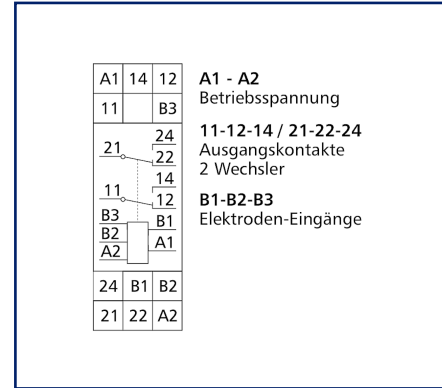 A1 14 12
11 B3
24
21 22
14
11 12
B3 B1
B2 A1
A2
24 B1 B2
21 22 A2
A1 - A2
Betriebsspannung
11-12-14 / 21-22-24
Ausgangskontakte
2 Wechsler
B1-B2-B3
Elektroden-Eingänge